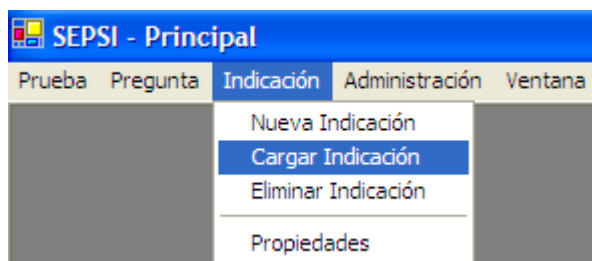 SEPSI - Principal
Prueba Pregunta Indicación Administración Ventana
Nueva Indicación
Cargar Indicación
Eliminar Indicación
Propiedades